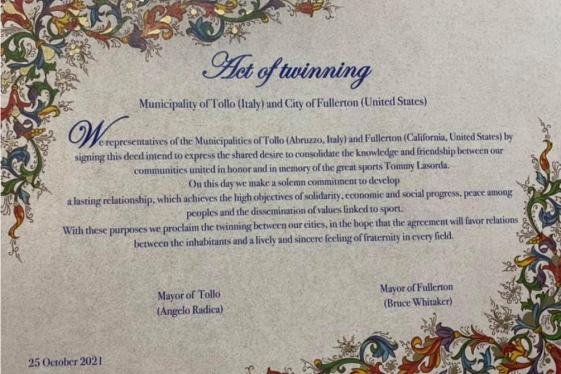 Act of twinning
Municipality of Tollo (Italy) and City of Fullerton (United States)
We representatives of the Municipalities of Tollo (Abruzzo, Italy) and Fullerton (California, United States) by
signing this deed intend to express the shared desire to consolidate the knowledge and friendship between our
communities united in honor and in memory of the great sports Tommy Lasorda.
On this day we make a solemn commitment to develop
a lasting relationship, which achieves the high objectives of solidarity, economic and social progress, peace among
peoples and the dissemination of values linked to sport.
With these purposes we proclaim the twinning between our cities, in the hope that the agreement will favor relations
between the inhabitants and a lively and sincere feeling of fraternity in every field.
Mayor of Tollo
(Angelo Radica)
Mayor of Fullerton
(Bruce Whitaker)
25 October 2021